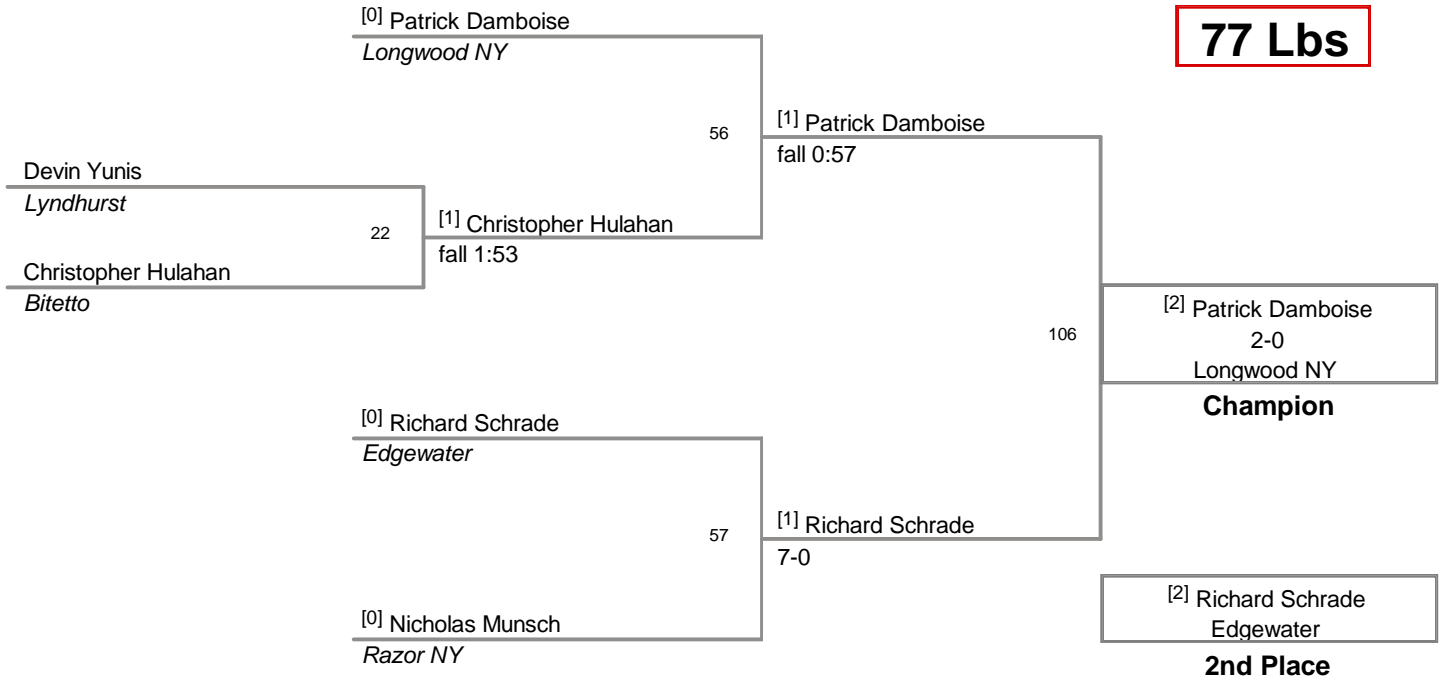 [0] Patrick Damboise
Longwood NY
77 Lbs
56
[1] Patrick Damboise
fall 0:57
Devin Yunis
Lyndhurst
22
[1] Christopher Hulahan
fall 1:53
Christopher Hulahan
Bitetto
106
[2] Patrick Damboise
2-0
Longwood NY
Champion
[0] Richard Schrade
Edgewater
57
[1] Richard Schrade
7-0
[0] Nicholas Munsch
Razor NY
[2] Richard Schrade
Edgewater
2nd Place